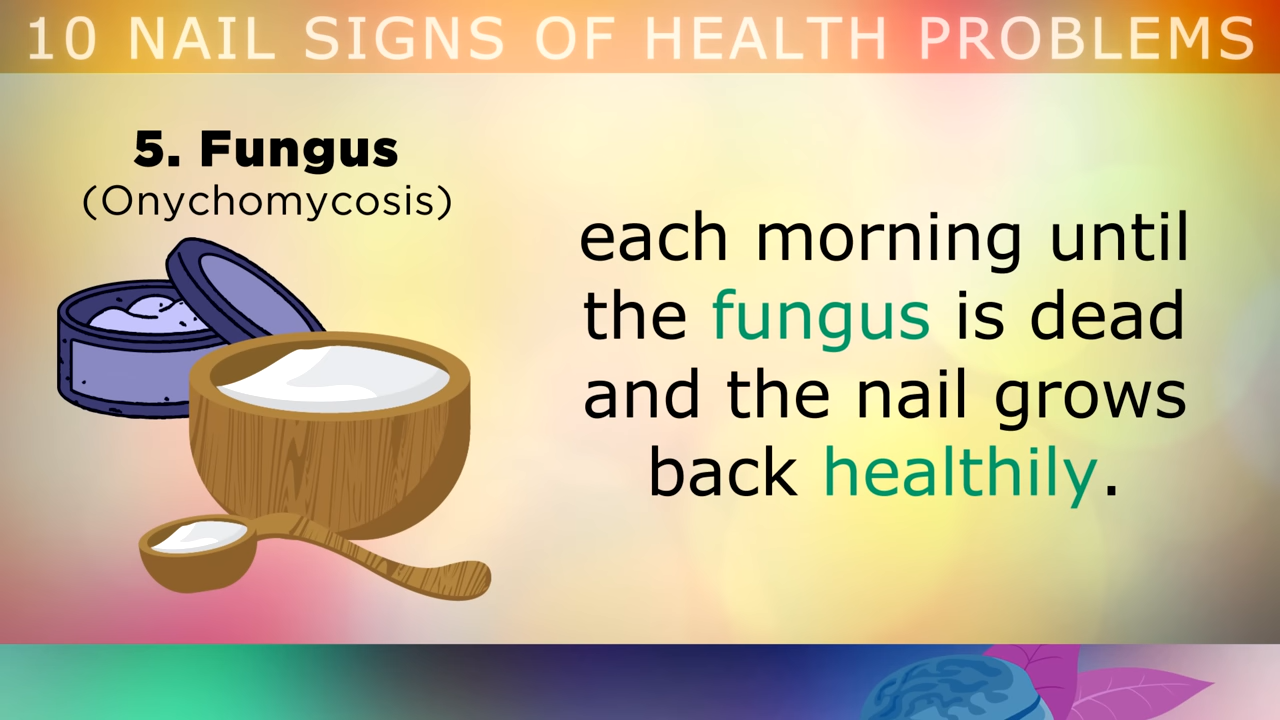 10 NAIL SIGNS OF HEALTH PROBLEMS
5. Fungus
(Onychomycosis)
each morning until
the fungus is dead
and the nail grows
back healthily.